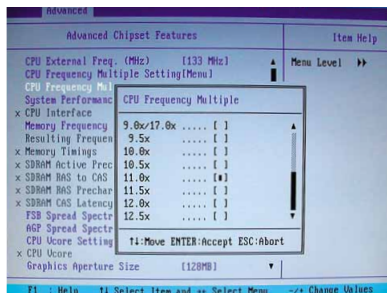 Advanced
Advanced Chipset Features
Item Help
CPU External Freq. (MHz) [133 MHz]
Menu Level ▸▸
CPU Frequency Multiple Setting[Menu]
CPU Frequency Mul
System Performanc
x CPU Interface
Memory Frequency
Resulting Frequen
x Memory Timings
x SDRAM Active Prec
x SDRAM RAS to CAS
x SDRAM RAS Prechar
x SDRAM CAS Latency
FSB Spread Spectr
AGP Spread Spectr
CPU Vcore Setting
x CPU Vcore
Graphics Aperture Size [128MB]
CPU Frequency Multiple
9.0x/17.0x ..... [ ]
9.5x ..... [ ]
10.0x ..... [ ]
10.5x ..... [ ]
11.0x ..... [■]
11.5x ..... [ ]
12.0x ..... [ ]
12.5x ..... [ ]
↑↓:Move ENTER:Accept ESC:Abort
F1 : Help ↑↓ Select Item and ↔ Select Menu -/+ Change Values